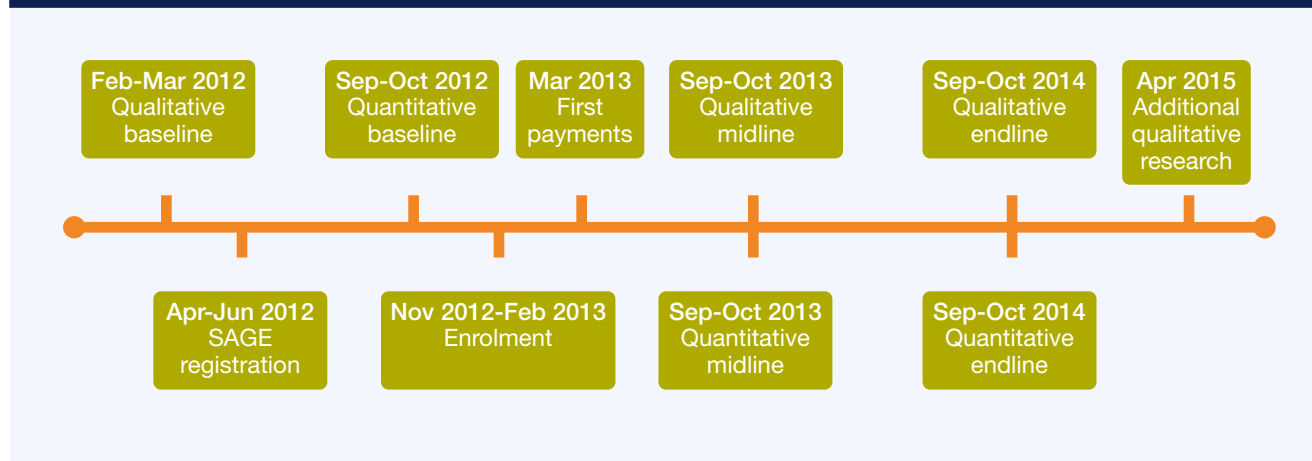 Feb-Mar 2012
Qualitative
baseline
Sep-Oct 2012
Quantitative
baseline
Mar 2013
First
payments
Sep-Oct 2013
Qualitative
midline
Sep-Oct 2014
Qualitative
endline
Apr 2015
Additional
qualitative
research
Apr-Jun 2012
SAGE
registration
Nov 2012-Feb 2013
Enrolment
Sep-Oct 2013
Quantitative
midline
Sep-Oct 2014
Quantitative
endline